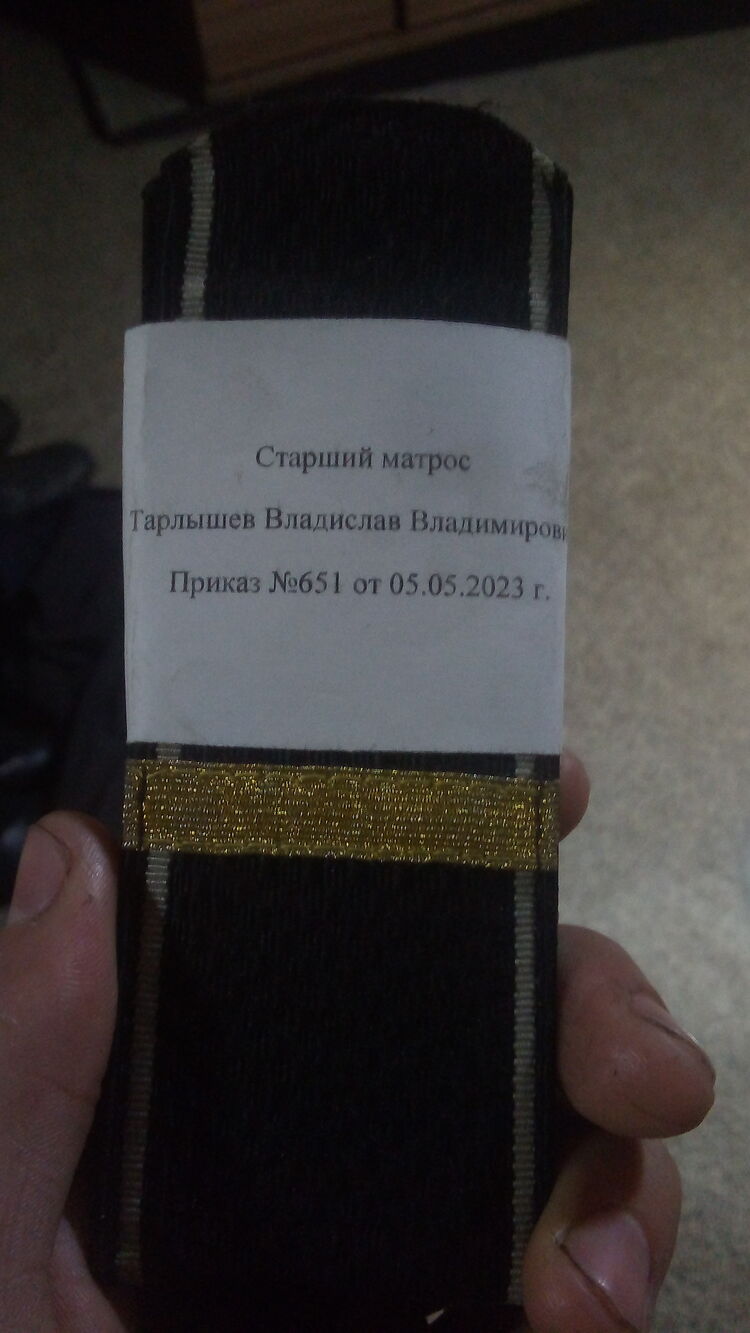 Старший матрос
Тарлышев Владислав Владимирови
Приказ №651 от 05.05.2023 г.